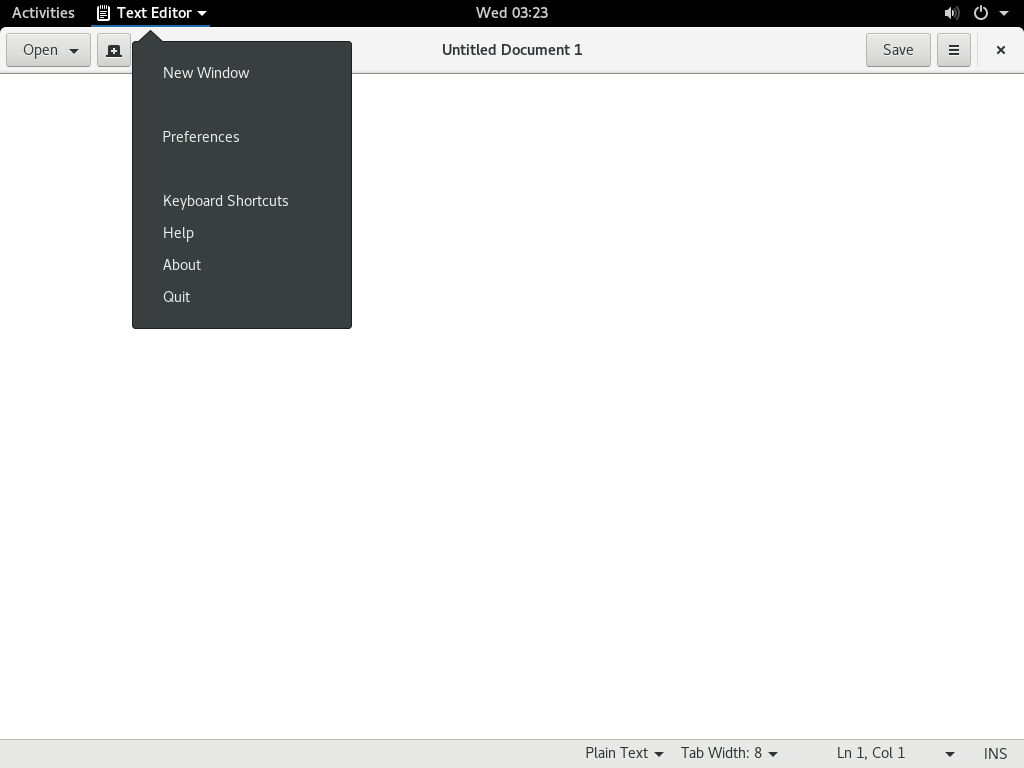 Activities Text Editor Wed 03:23
Open Untitled Document 1 Save
New Window
Preferences
Keyboard Shortcuts
Help
About
Quit
Plain Text Tab Width: 8 Ln 1, Col 1 INS